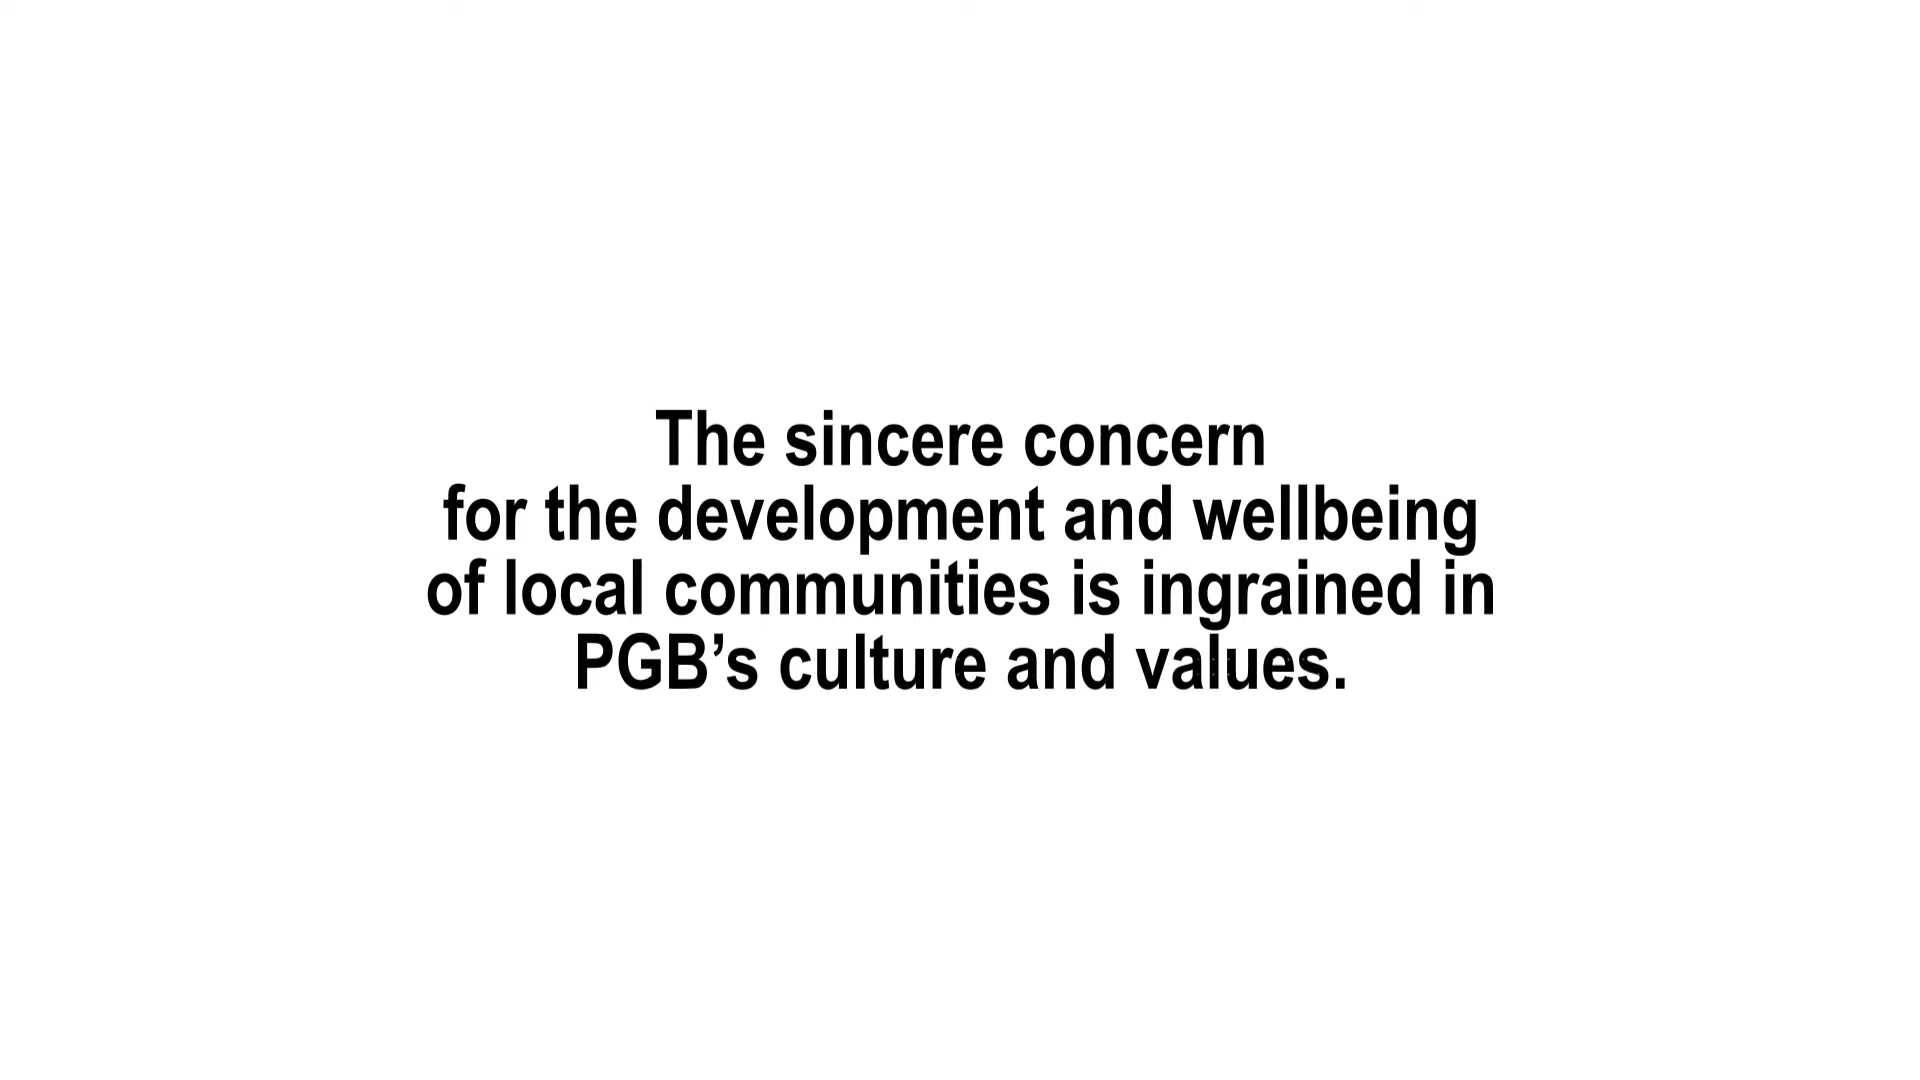 The sincere concern
for the development and wellbeing
of local communities is ingrained in
PGB’s culture and values.